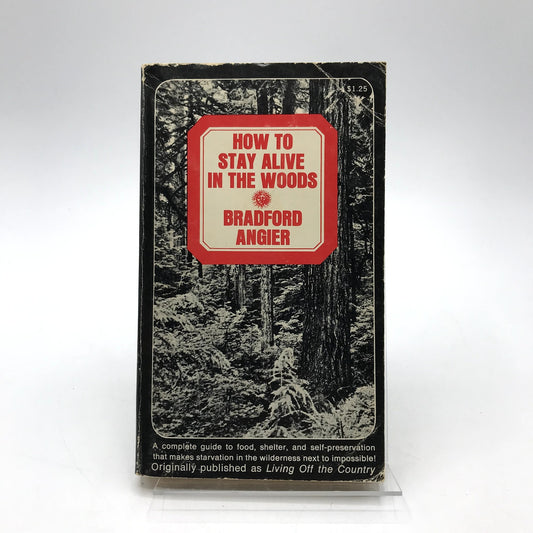 $1.25
HOW TO
STAY ALIVE
IN THE WOODS
BRADFORD
ANGIER
A complete guide to food, shelter, and self-preservation
that makes starvation in the wilderness next to impossible!
Originally published as Living Off the Country